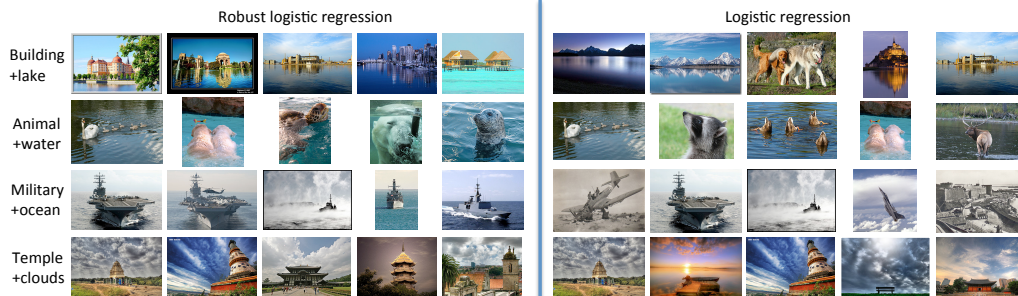 Robust logistic regression
Logistic regression
Building
+lake
Animal
+water
Military
+ocean
Temple
+clouds